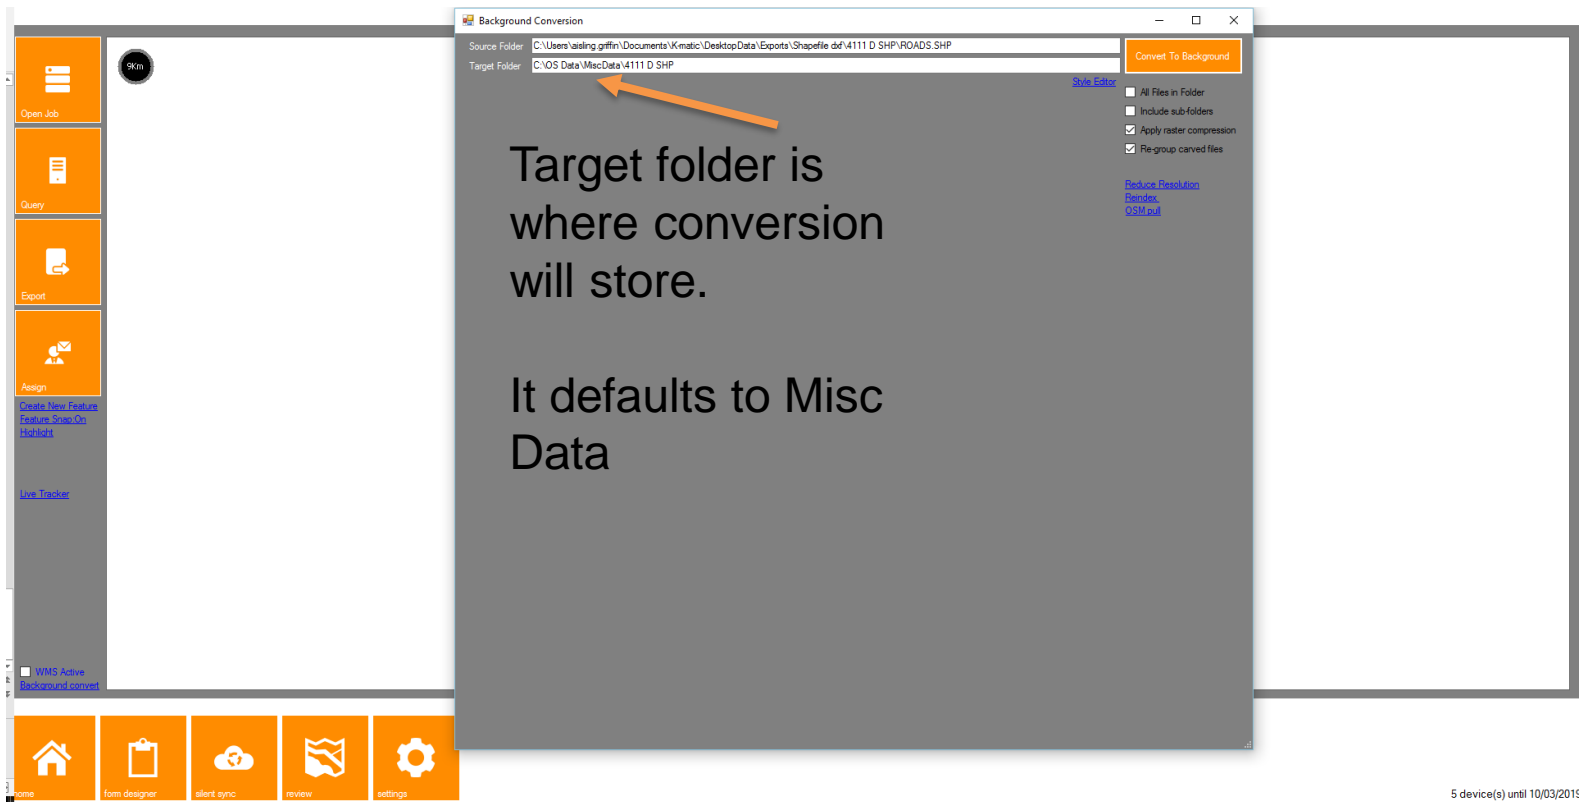 Background Conversion
Source Folder C:\Users\aisling.griffin\Documents\K-matic\DesktopData\Exports\Shapefile dxf\4111 D SHP\ROADS.SHP
Target Folder C:\OS Data\MiscData\4111 D SHP
Convert To Background
Style Editor
All Files in Folder
Include sub-folders
Apply raster compression
Re-group carved files
Reduce Resolution
Reindex
OSM pull
Target folder is
where conversion
will store.
It defaults to Misc
Data
9Km
Open Job
Query
Export
Assign
Create New Feature
Feature Snap:On
Highlight
Live Tracker
WMS Active
Background convert
home
form designer
silent sync
review
settings
5 device(s) until 10/03/2019